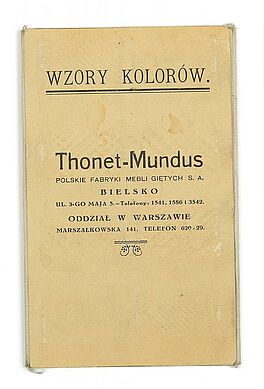 WZORY KOLORÓW.
Thonet-Mundus
POLSKIE FABRYKI MEBLI GIĘTYCH S. A.
BIELSKO
UL. 3-GO MAJA 5.—Telefony: 1541, 1586 i 3542.
ODDZIAŁ W WARSZAWIE
MARSZAŁKOWSKA 141, TELEFON 620-29.